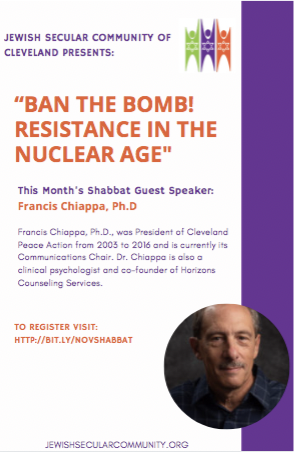 JEWISH SECULAR COMMUNITY OF
CLEVELAND PRESENTS:
“BAN THE BOMB!
RESISTANCE IN THE
NUCLEAR AGE"
This Month's Shabbat Guest Speaker:
Francis Chiappa, Ph.D
Francis Chiappa, Ph.D., was President of Cleveland
Peace Action from 2003 to 2016 and is currently its
Communications Chair. Dr. Chiappa is also a
clinical psychologist and co-founder of Horizons
Counseling Services.
TO REGISTER VISIT:
HTTP://BIT.LY/NOVSHABBAT
JEWISHSECULARCOMMUNITY.ORG